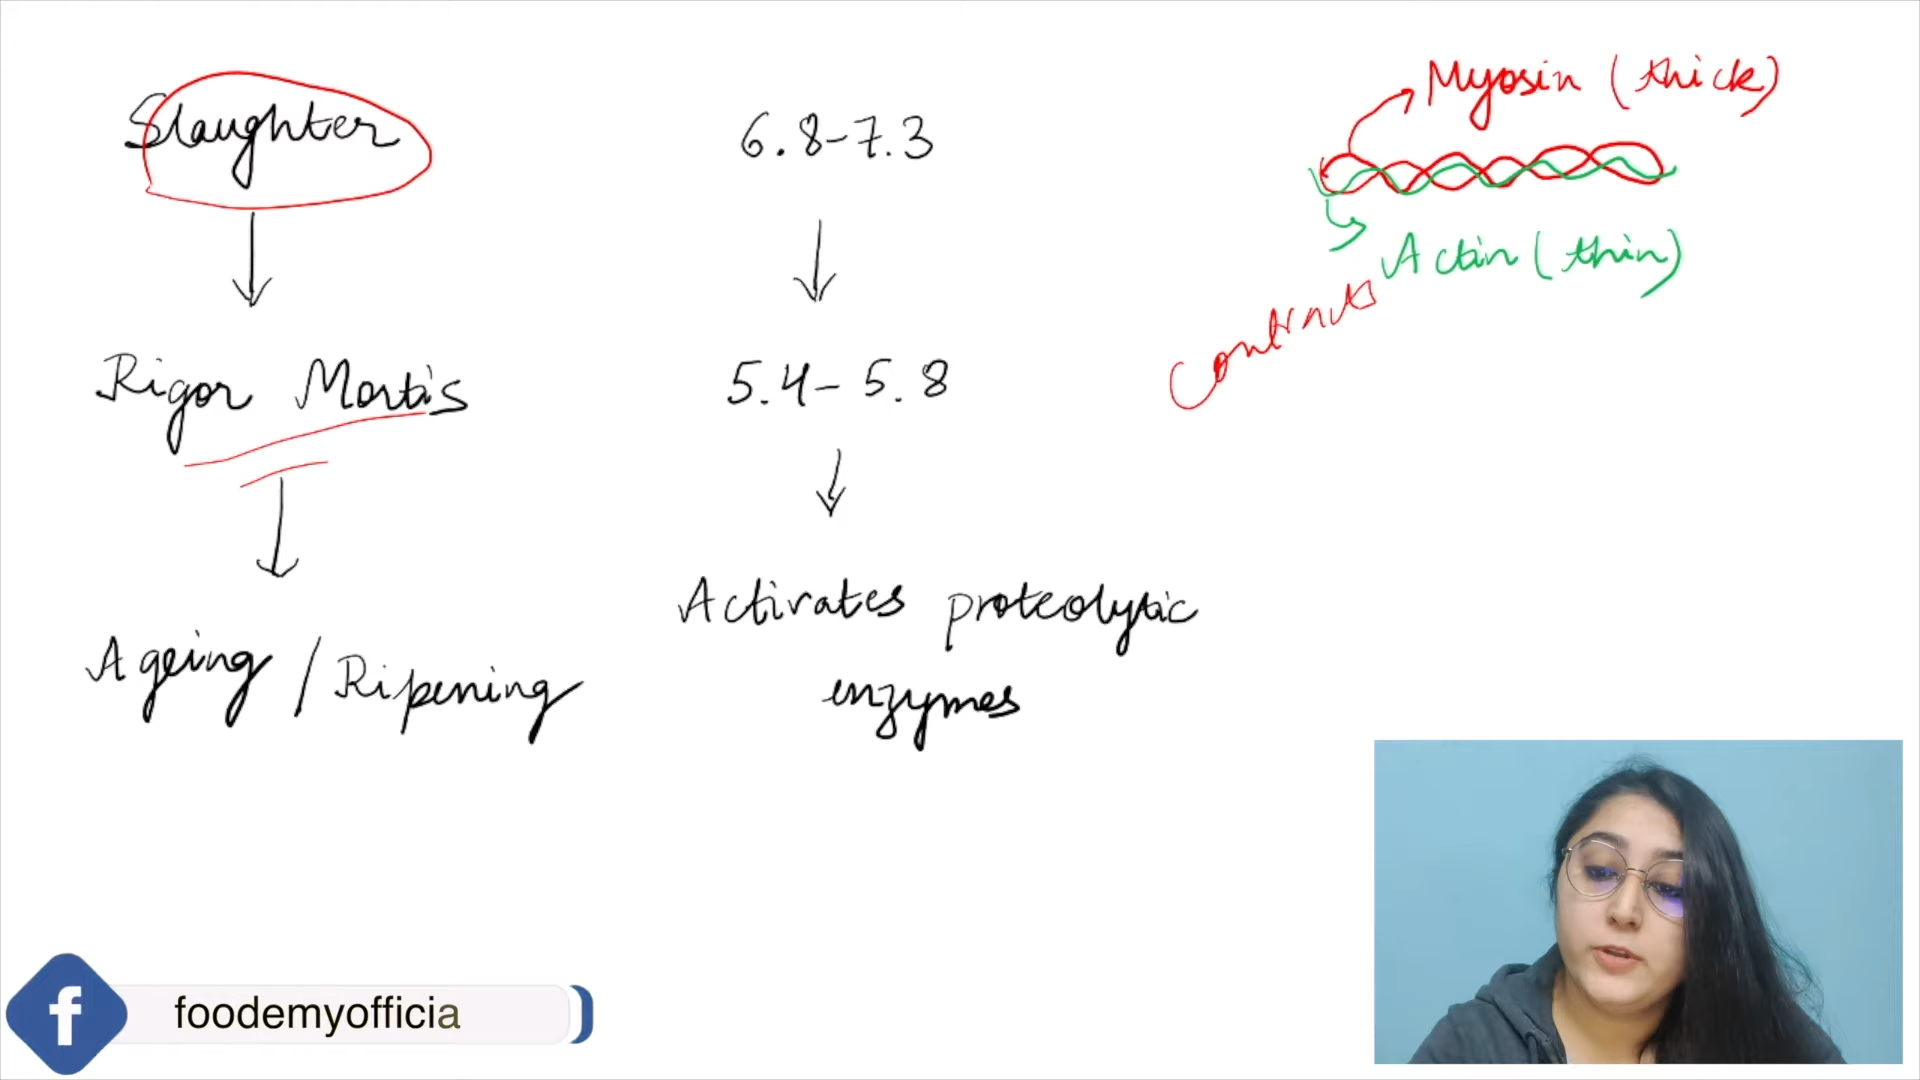 Slaughter
Rigor Mortis
Ageing / Ripening
6.8-7.3
5.4-5.8
Activates proteolytic
enzymes
Myosin (thick)
Actin (thin)
Contracts
f
foodemyofficia